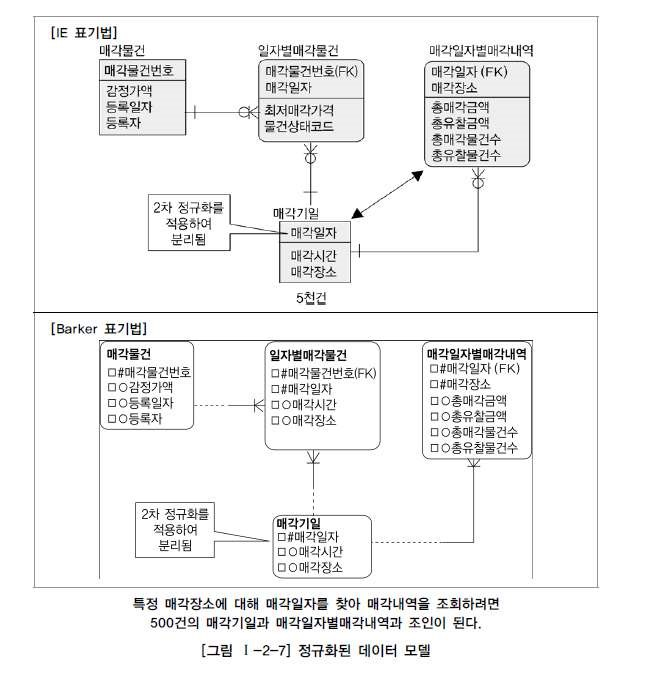 [IE 표기법]
매각물건
매각물건번호
감정가액
등록일자
등록자
일자별매각물건
매각물건번호(FK)
매각일자
최저매각가격
물건상태코드
매각일자별매각내역
매각일자 (FK)
매각장소
총매각금액
총유찰금액
총매각물건수
총유찰물건수
2차 정규화를
적용하여
분리됨
매각기일
매각일자
매각시간
매각장소
5천건
[Barker 표기법]
매각물건
□#매각물건번호
□○감정가액
□○등록일자
□○등록자
일자별매각물건
□#매각물건번호(FK)
□#매각일자
□○매각시간
□○매각장소
매각일자별매각내역
□#매각일자 (FK)
□#매각장소
□○총매각금액
□○총유찰금액
□○총매각물건수
□○총유찰물건수
2차 정규화를
적용하여
분리됨
매각기일
□#매각일자
□○매각시간
□○매각장소
특정 매각장소에 대해 매각일자를 찾아 매각내역을 조회하려면
500건의 매각기일과 매각일자별매각내역과 조인이 된다.
[그림 Ⅰ-2-7] 정규화된 데이터 모델